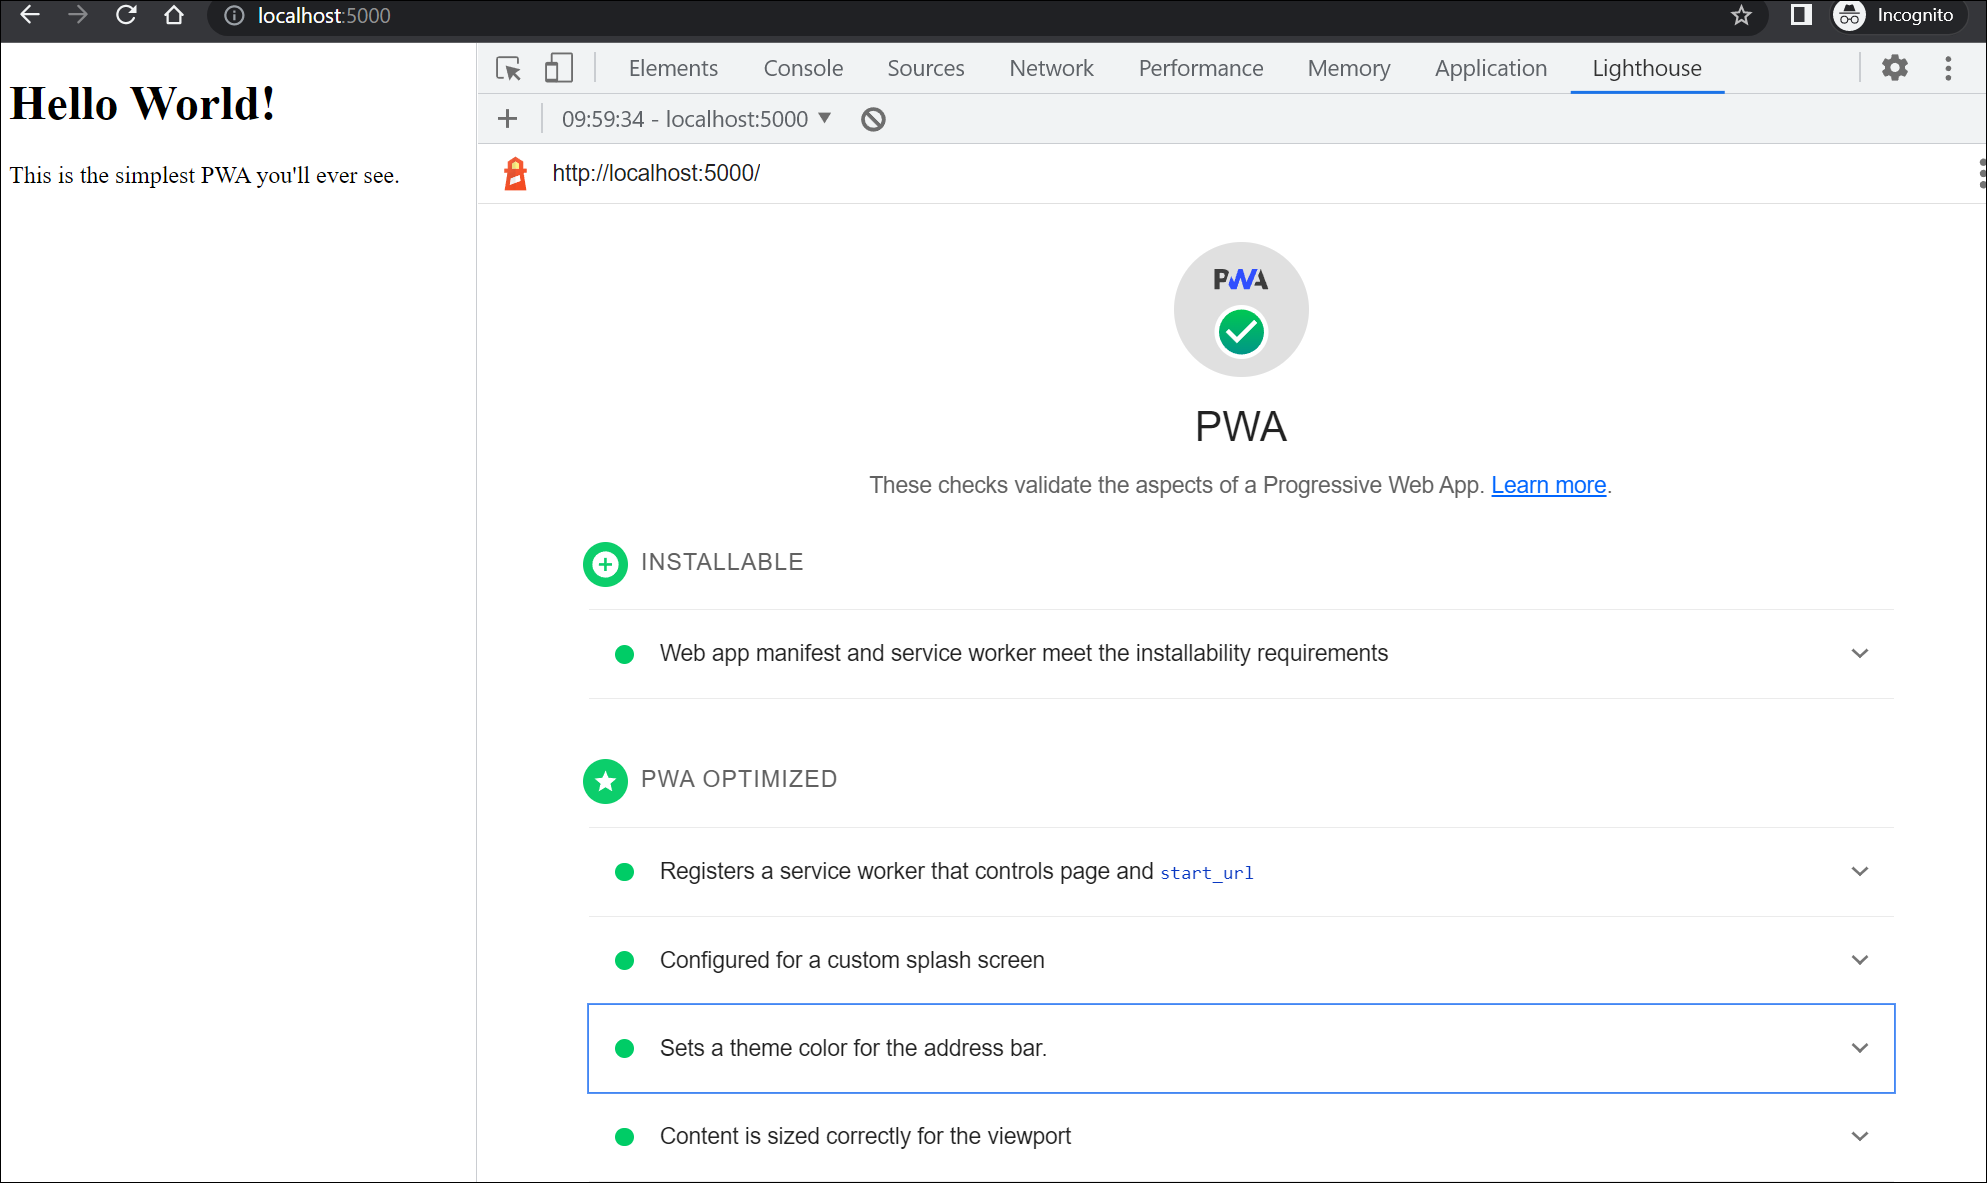 localhost:5000
Incognito
Hello World!
This is the simplest PWA you'll ever see.
Elements Console Sources Network Performance Memory Application Lighthouse
09:59:34 - localhost:5000
http://localhost:5000/
PWA
PWA
These checks validate the aspects of a Progressive Web App. Learn more.
INSTALLABLE
Web app manifest and service worker meet the installability requirements
PWA OPTIMIZED
Registers a service worker that controls page and start_url
Configured for a custom splash screen
Sets a theme color for the address bar.
Content is sized correctly for the viewport